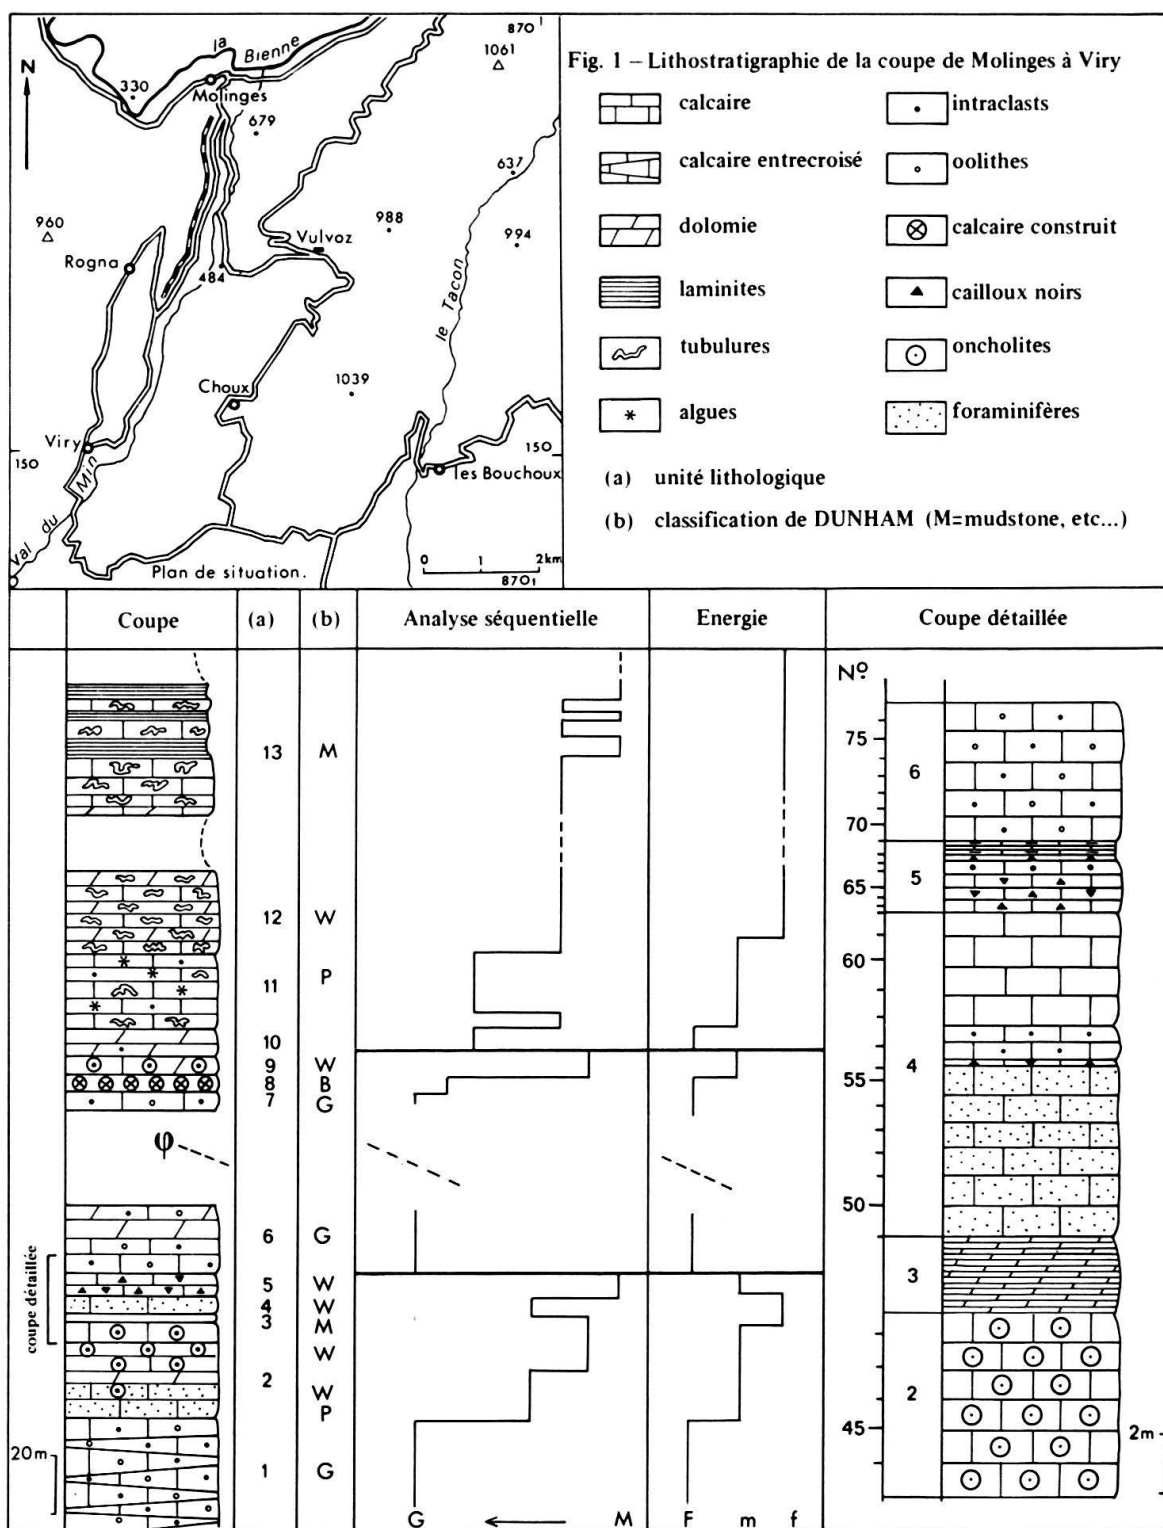 N
la Bienne
870
1061
330
Molinges
679
637
960
988
994
Vulvoz
Rogna
484
le Tacon
Choux
1039
Viry
150
150
les Bouchoux
Val du Min
0 1 2km
Plan de situation.
870
Fig. 1 – Lithostratigraphie de la coupe de Molinges à Viry
calcaire
calcaire entrecroisé
dolomie
laminites
tubulures
algues
intraclasts
oolithes
calcaire construit
cailloux noirs
oncholites
foraminifères
(a) unité lithologique
(b) classification de DUNHAM (M=mudstone, etc...)
Coupe (a) (b) Analyse séquentielle Energie Coupe détaillée
13 M
12 W
11 P
10
9 W
8 B
7 G
φ
6 G
5 W
4 W
3 M
W
2 W
P
1 G
coupe détaillée
20m
G M
F m f
Nº
75
6
70
5
65
60
4
55
50
3
2
45
2m